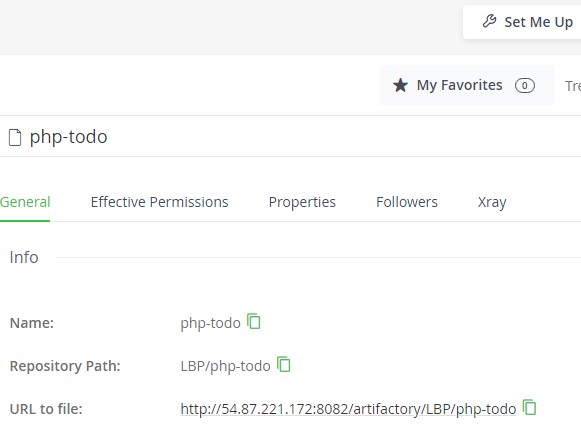 Set Me Up
My Favorites 0
php-todo
General Effective Permissions Properties Followers Xray
Info
Name: php-todo
Repository Path: LBP/php-todo
URL to file: http://54.87.221.172:8082/artifactory/LBP/php-todo